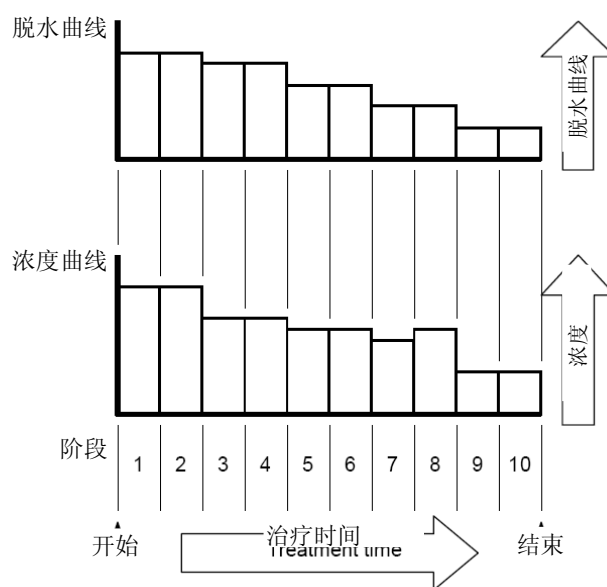 脱水曲线
脱水曲线
浓度曲线
浓度
阶段
1 2 3 4 5 6 7 8 9 10
开始
治疗时间
Treatment time
结束